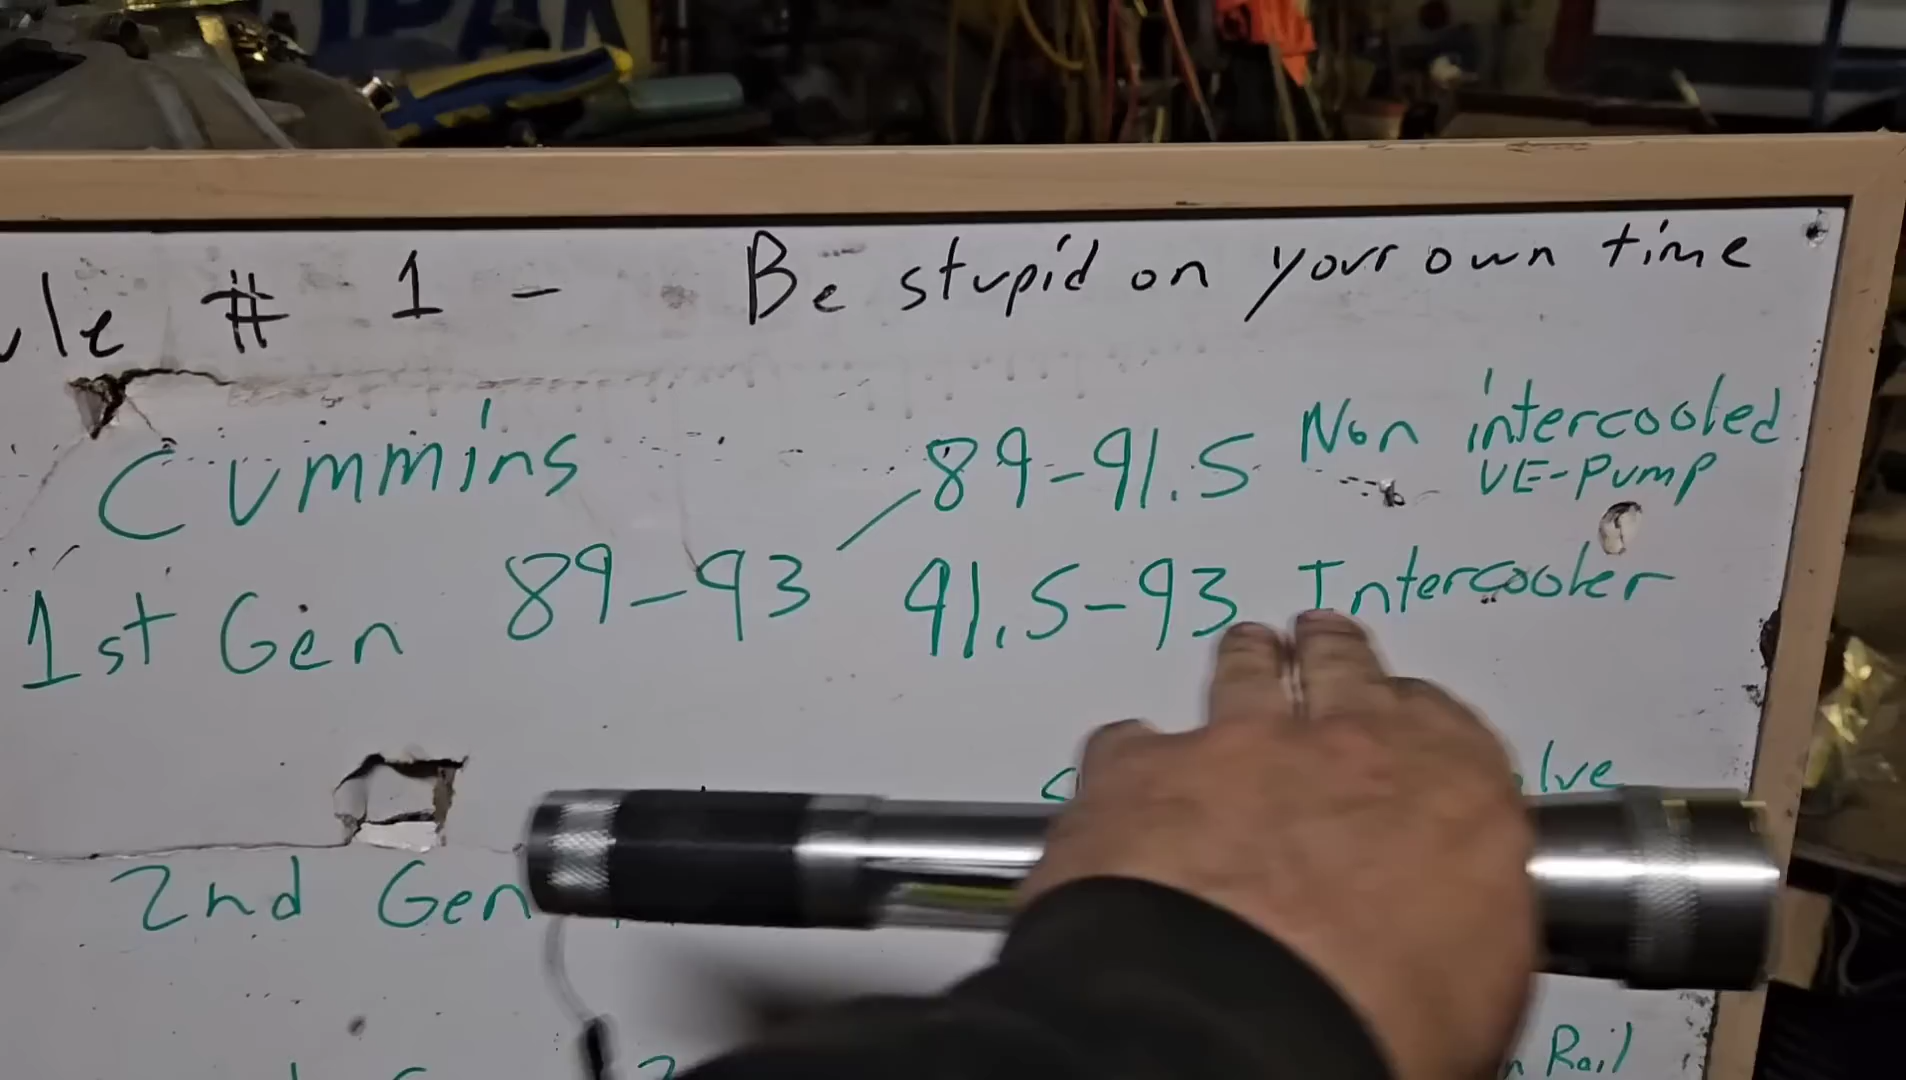 # 1 - Be stupid on your own time
Cummins
89-91.5 Non intercooled
VE-Pump
1st Gen 89-93 91.5-93 Intercooler
2nd Gen
Rail